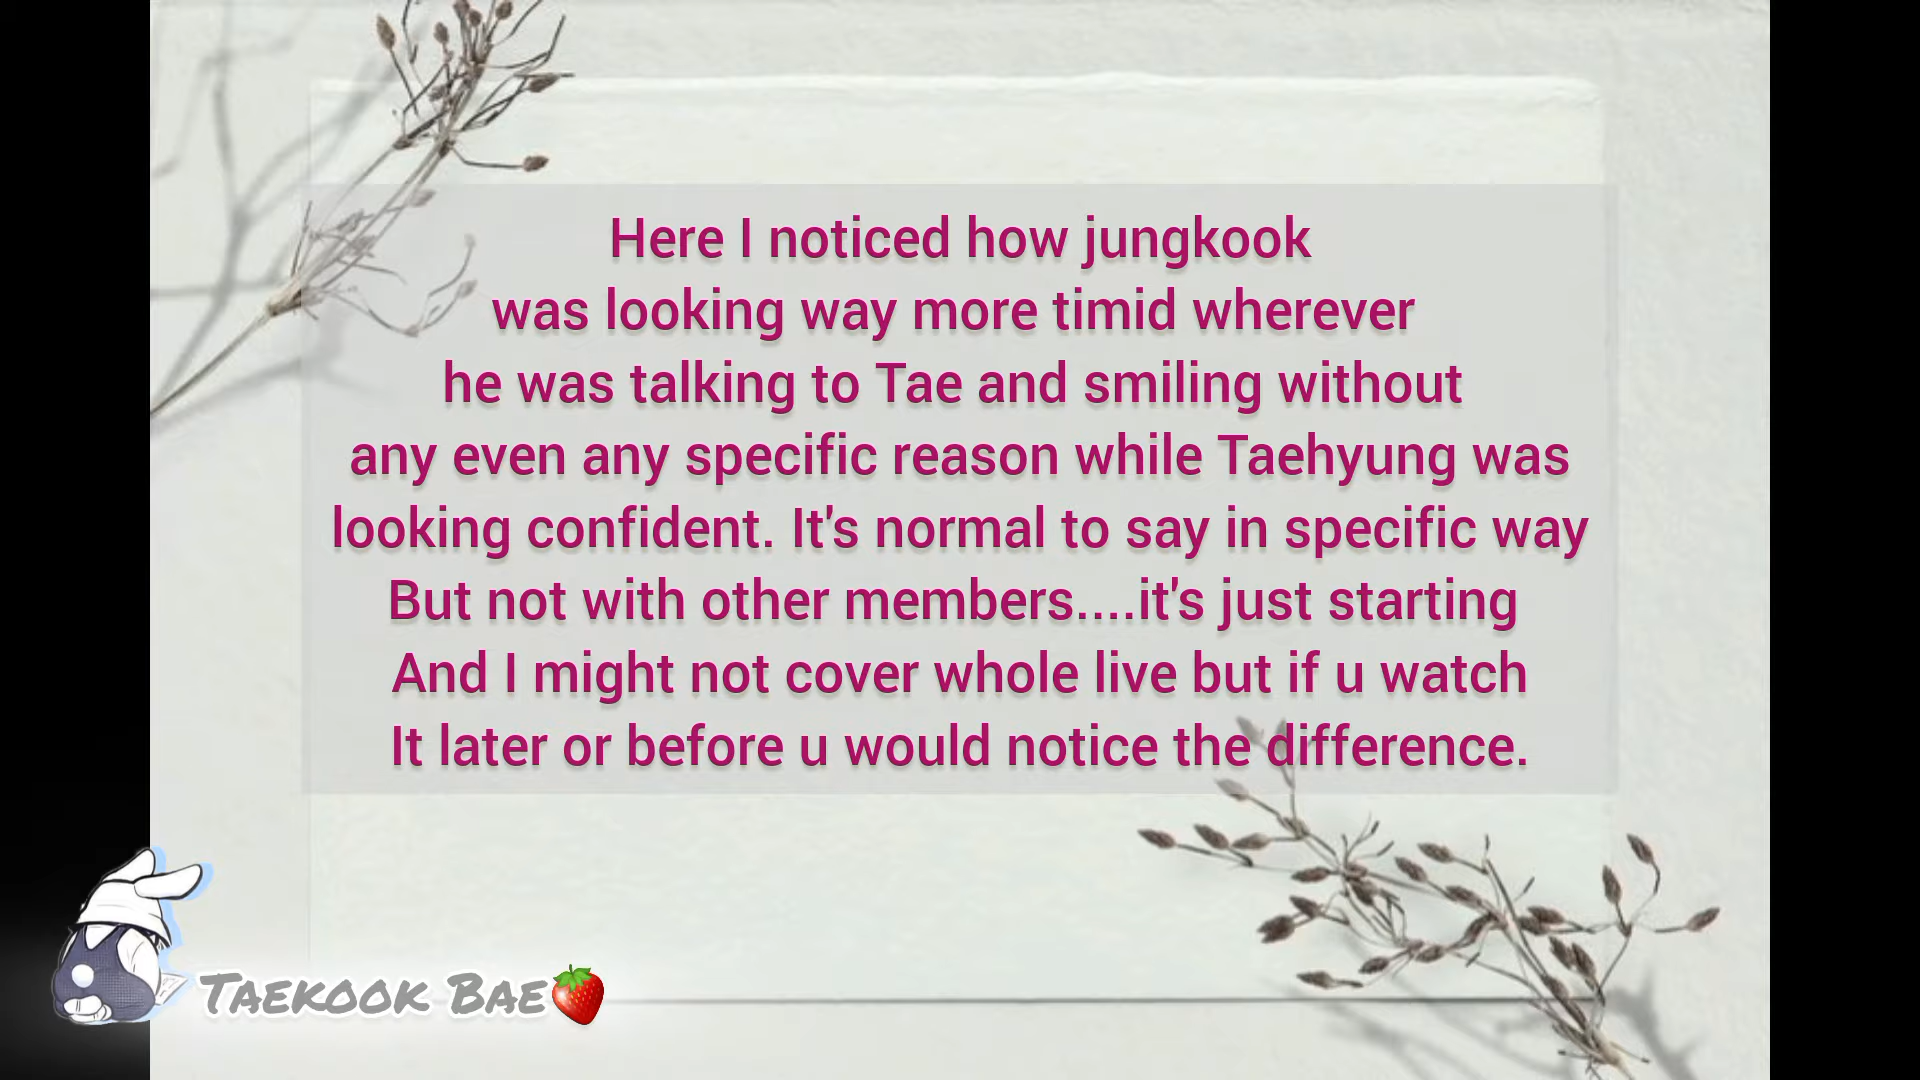 Here I noticed how jungkook
was looking way more timid wherever
he was talking to Tae and smiling without
any even any specific reason while Taehyung was
looking confident. It's normal to say in specific way
But not with other members....it's just starting
And I might not cover whole live but if u watch
It later or before u would notice the difference.
Taekook Bae🍓